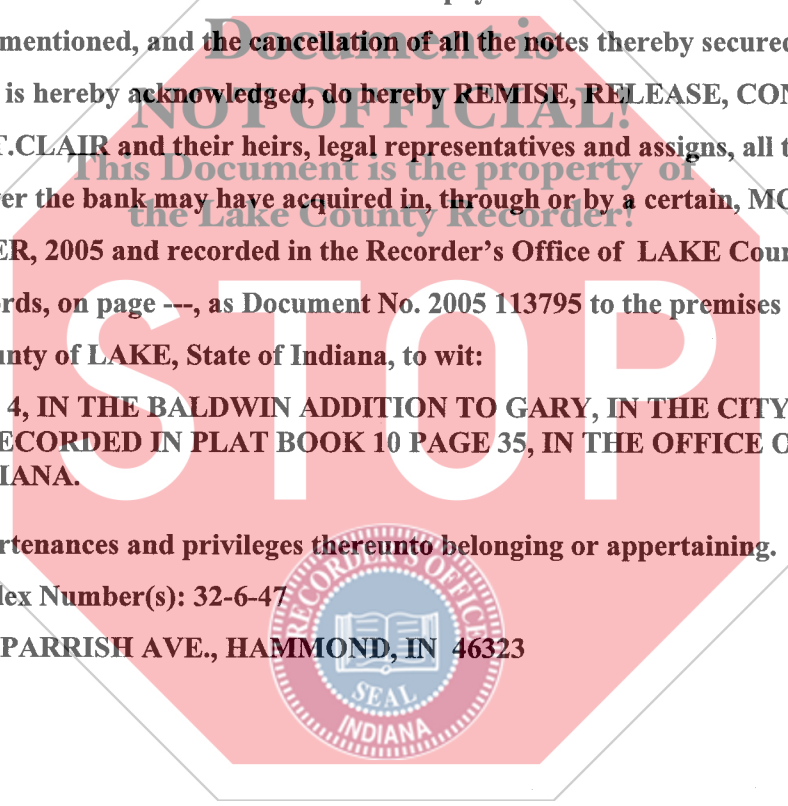 mentioned, and the cancellation of all the notes thereby secured
is hereby acknowledged, do hereby REMISE, RELEASE, CON
T.CLAIR and their heirs, legal representatives and assigns, all t
er the bank may have acquired in, through or by a certain, MO
ER, 2005 and recorded in the Recorder's Office of LAKE Coun
rds, on page ---, as Document No. 2005 113795 to the premises
unty of LAKE, State of Indiana, to wit:
4, IN THE BALDWIN ADDITION TO GARY, IN THE CITY
ECORDED IN PLAT BOOK 10 PAGE 35, IN THE OFFICE O
IANA.
rtenances and privileges thereunto belonging or appertaining.
dex Number(s): 32-6-47
PARRISH AVE., HAMMOND, IN 46323
Document is
NOT OFFICIAL!
This Document is the property of
the Lake County Recorder!
STOP
RECORDER'S OFFICE
SEAL
INDIANA